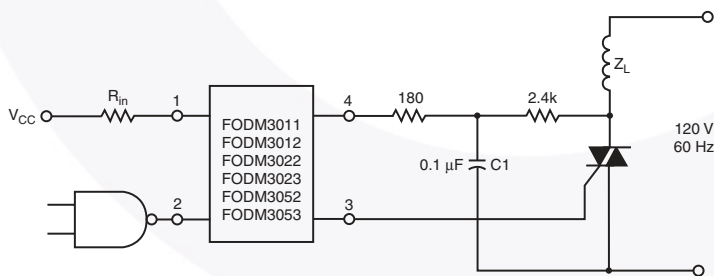 V_CC
R_in
1
2
FODM3011
FODM3012
FODM3022
FODM3023
FODM3052
FODM3053
4
3
180
2.4k
0.1 µF
C1
Z_L
120 V
60 Hz